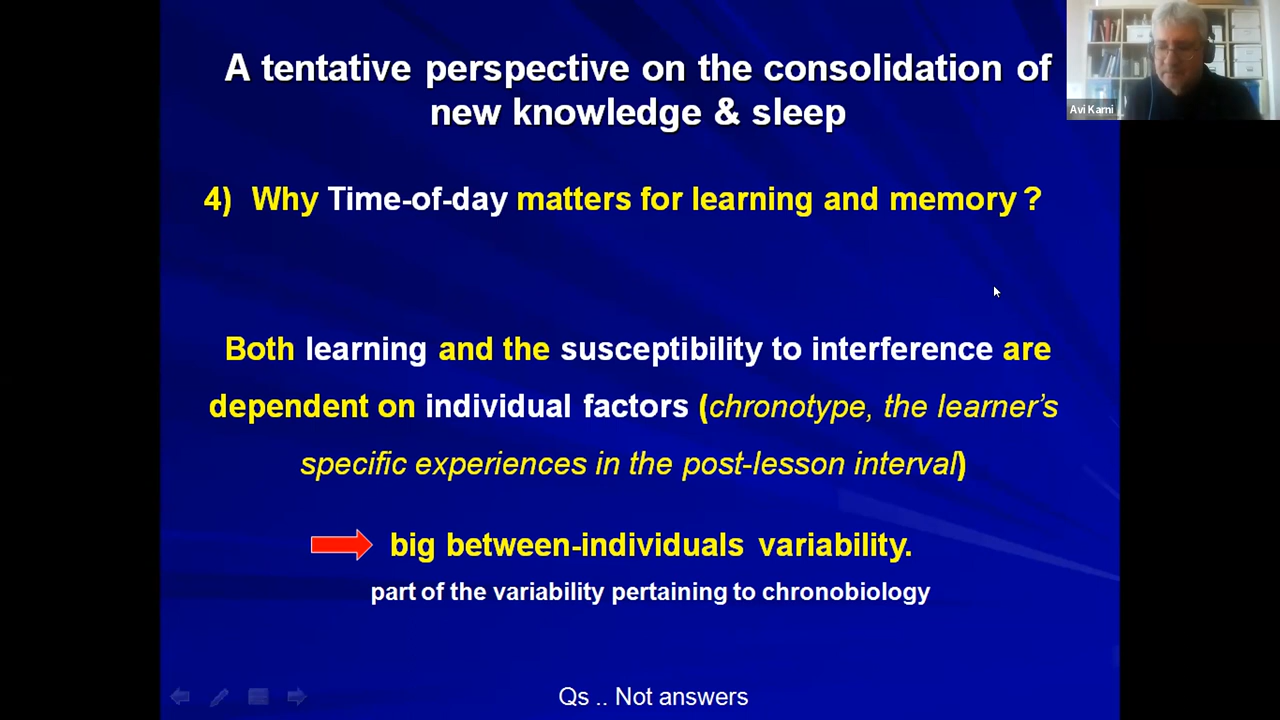 A tentative perspective on the consolidation of
new knowledge & sleep
Avi Karni
4) Why Time-of-day matters for learning and memory ?
Both learning and the susceptibility to interference are
dependent on individual factors (chronotype, the learner's
specific experiences in the post-lesson interval)
big between-individuals variability.
part of the variability pertaining to chronobiology
Qs .. Not answers